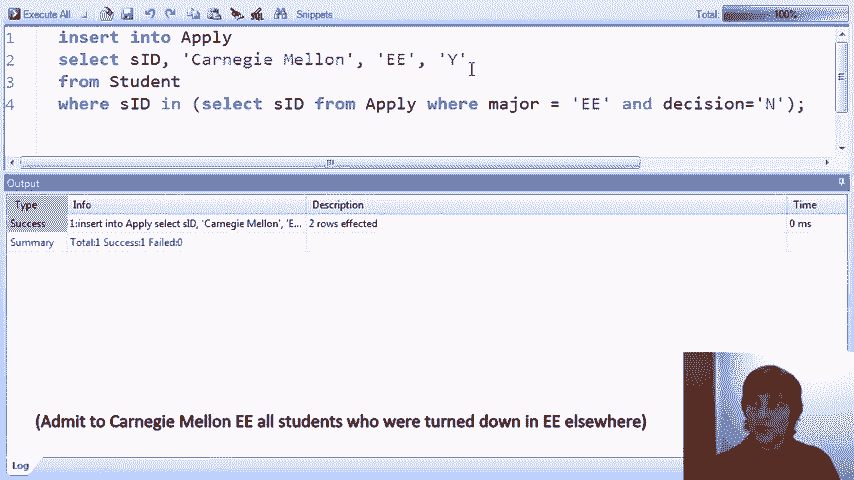 Execute All Snippets Total: 100%
1 insert into Apply
2 select sID, 'Carnegie Mellon', 'EE', 'Y'
3 from Student
4 where sID in (select sID from Apply where major = 'EE' and decision='N');
Output
Type Info Description Time
Success 1:insert into Apply select sID, 'Carnegie Mellon', 'E... 2 rows effected 0 ms
Summary Total:1 Success:1 Failed:0
(Admit to Carnegie Mellon EE all students who were turned down in EE elsewhere)
Log